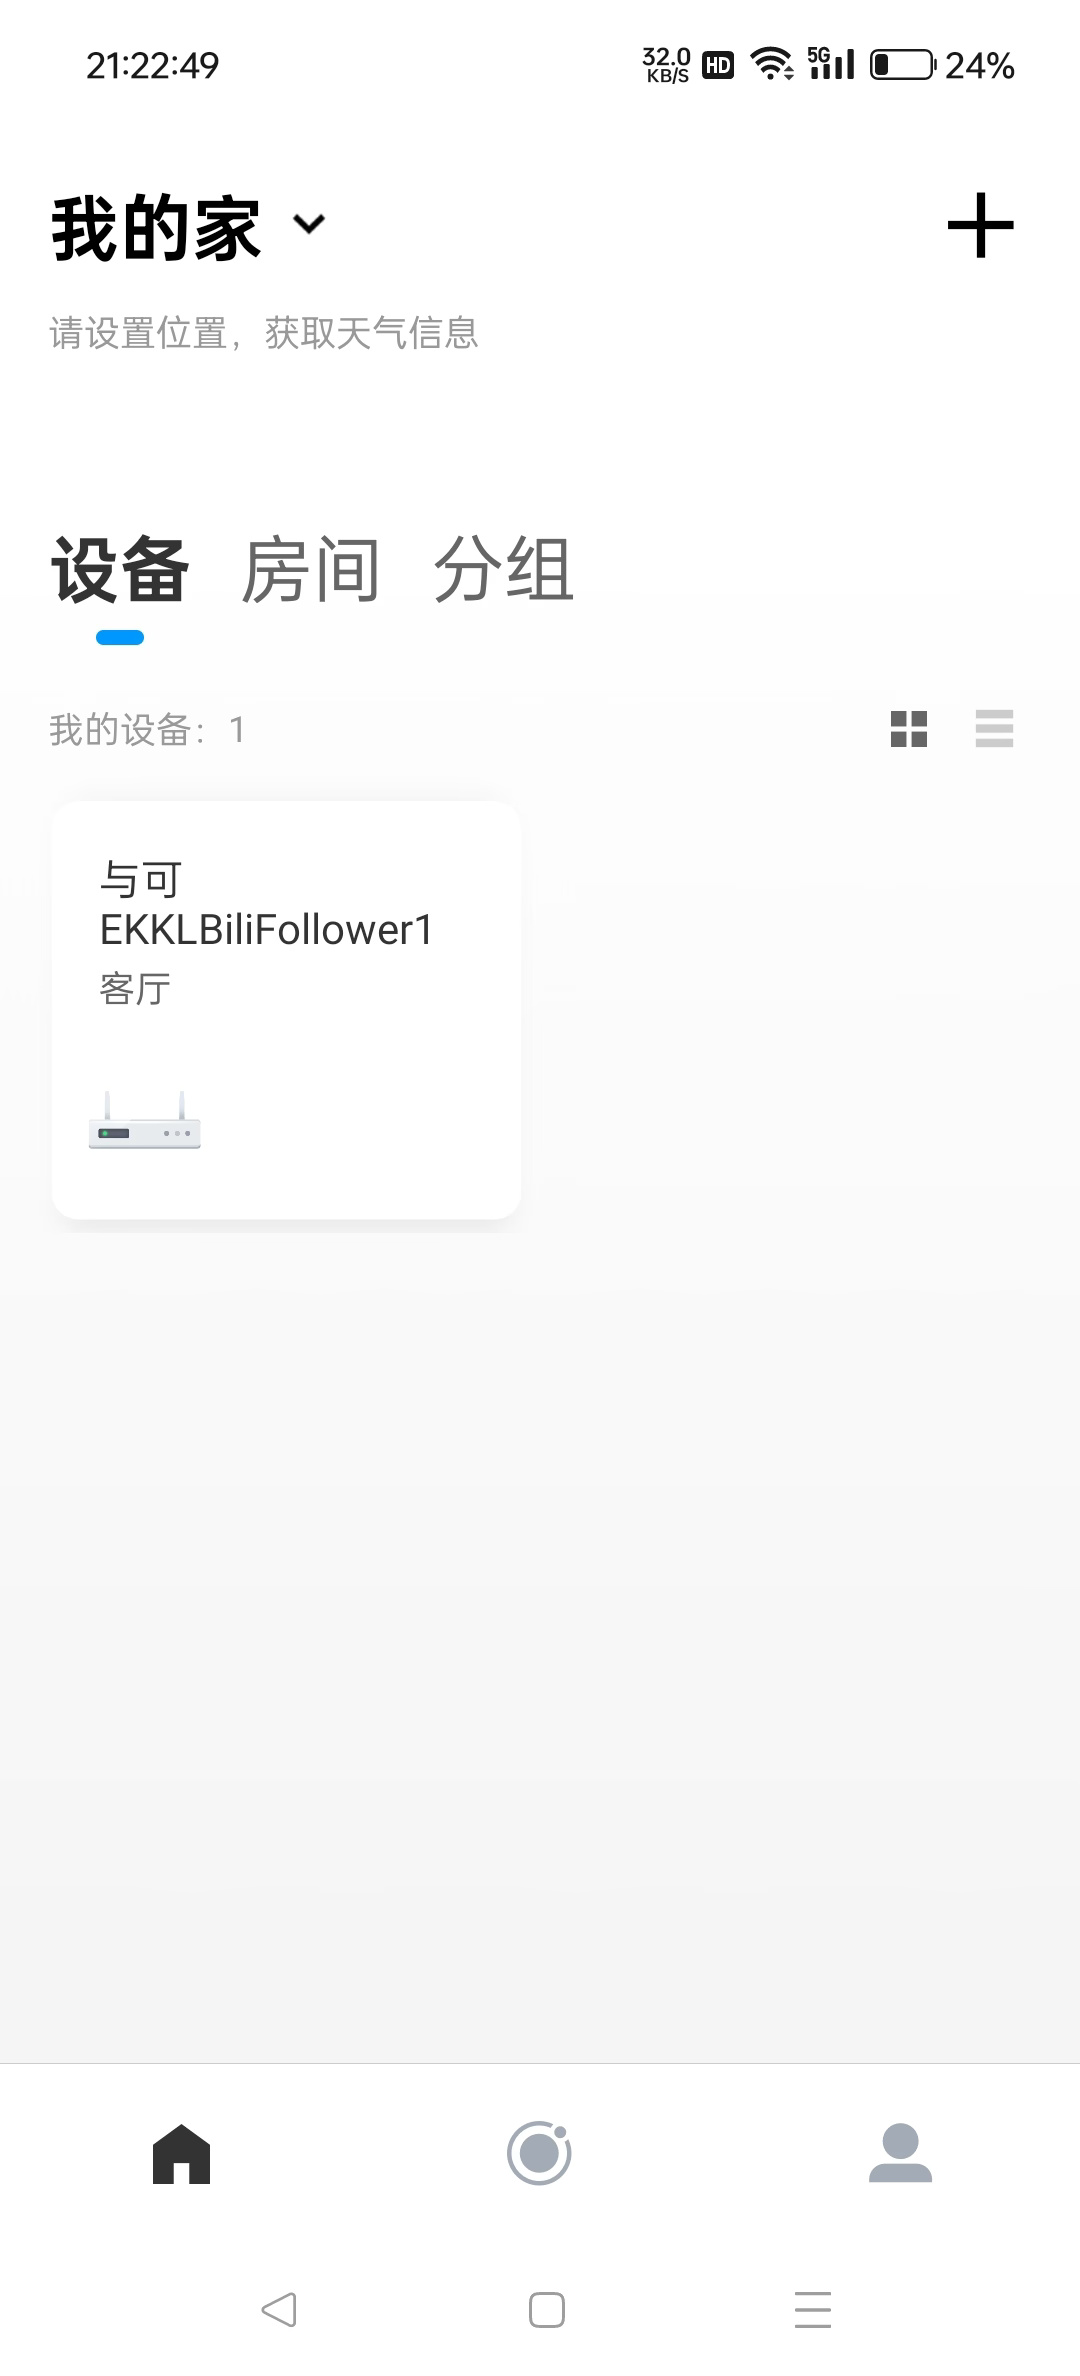 21:22:49
32.0
KB/S
HD
5G
24%
我的家
请设置位置，获取天气信息
设备 房间 分组
我的设备：1
与可
EKKLBiliFollower1
客厅